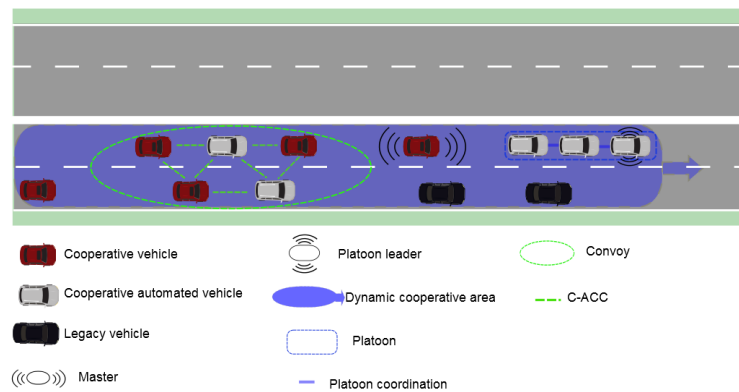 Cooperative vehicle
Platoon leader
Convoy
Cooperative automated vehicle
Dynamic cooperative area
C-ACC
Legacy vehicle
Platoon
Master
Platoon coordination